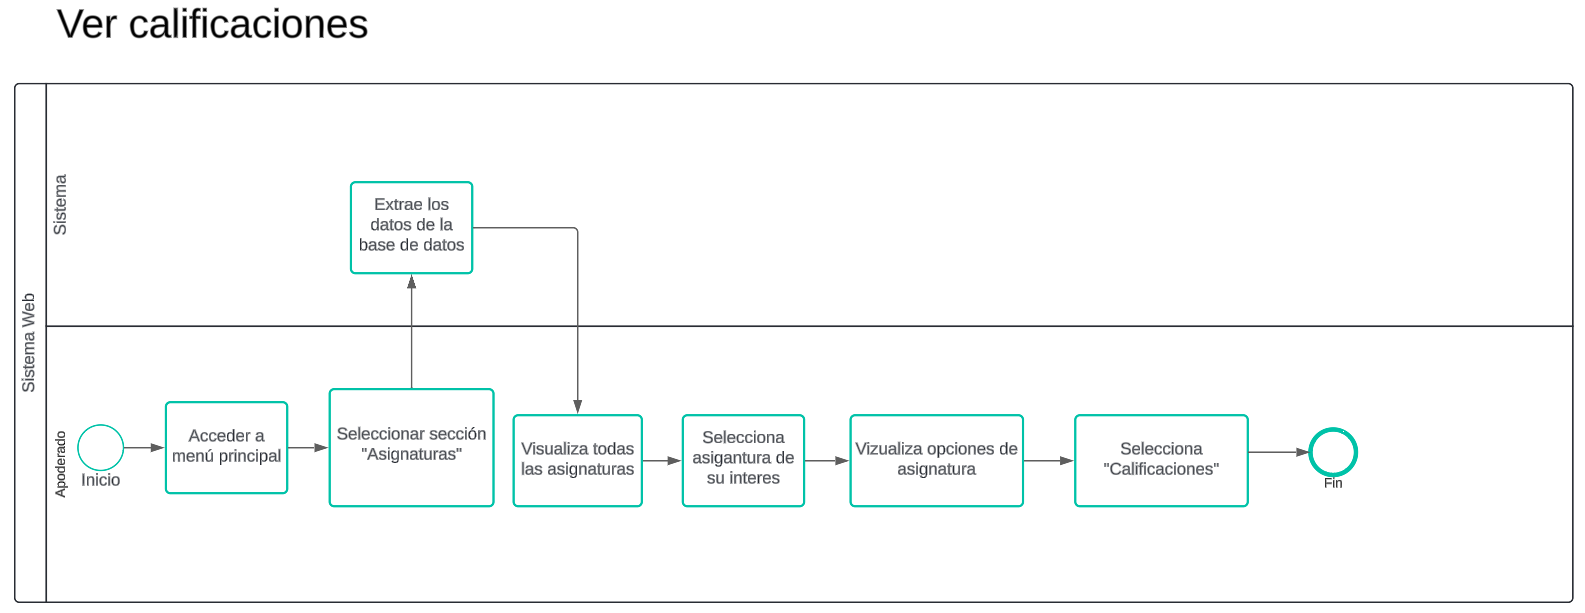 Ver calificaciones
Sistema Web
Sistema
Extrae los
datos de la
base de datos
Apoderado
Inicio
Acceder a
menú principal
Seleccionar sección
"Asignaturas"
Visualiza todas
las asignaturas
Selecciona
asigantura de
su interes
Vizualiza opciones de
asignatura
Selecciona
"Calificaciones"
Fin